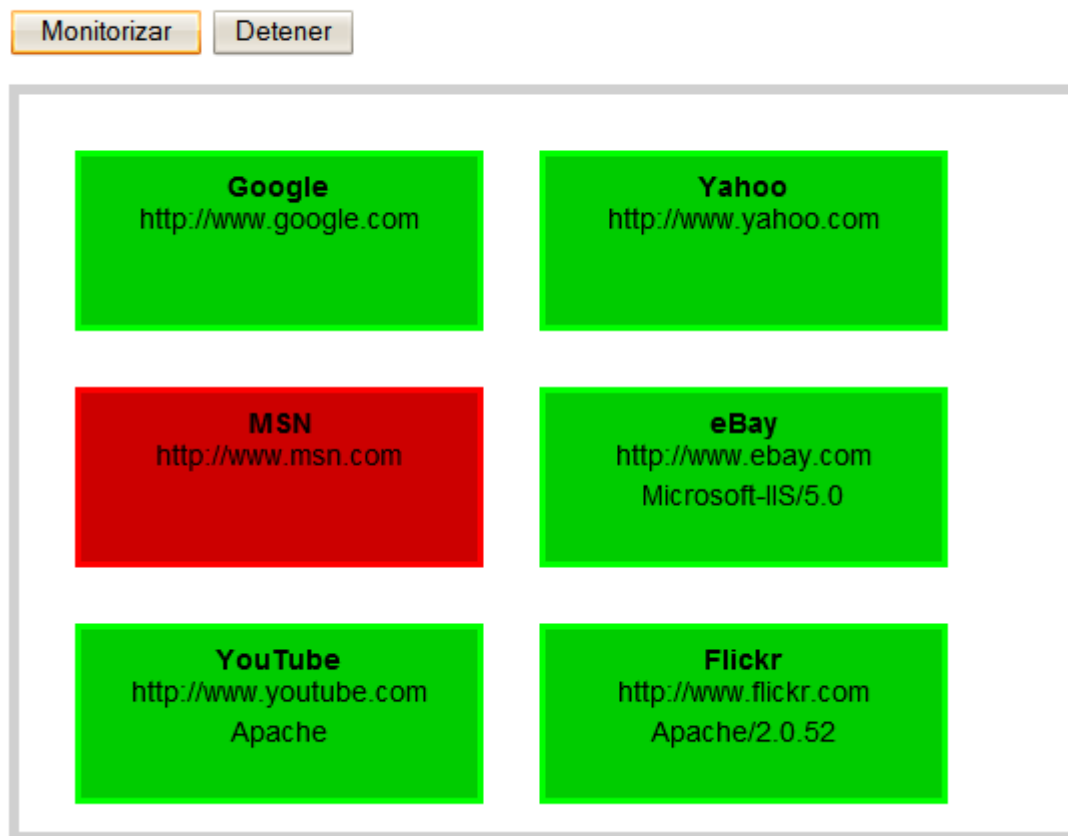 Monitorizar Detener
Google
http://www.google.com
Yahoo
http://www.yahoo.com
MSN
http://www.msn.com
eBay
http://www.ebay.com
Microsoft-IIS/5.0
YouTube
http://www.youtube.com
Apache
Flickr
http://www.flickr.com
Apache/2.0.52